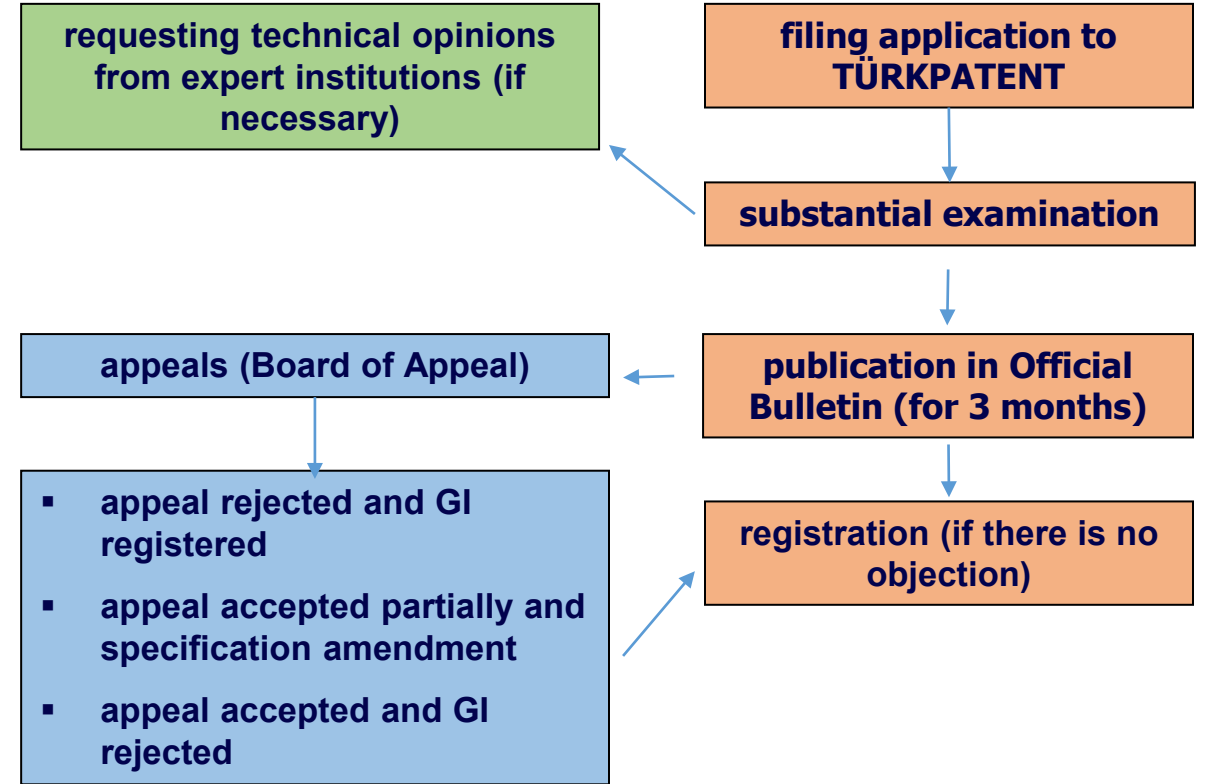 requesting technical opinions
from expert institutions (if
necessary)
filing application to
TÜRKPATENT
substantial examination
appeals (Board of Appeal)
publication in Official
Bulletin (for 3 months)
▪ appeal rejected and GI
registered
▪ appeal accepted partially and
specification amendment
▪ appeal accepted and GI
rejected
registration (if there is no
objection)